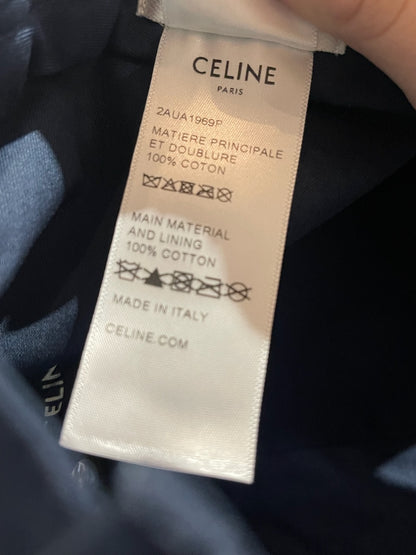 CELINE
PARIS
2AUA1969P
MATIERE PRINCIPALE
ET DOUBLURE
100% COTON
MAIN MATERIAL
AND LINING
100% COTTON
MADE IN ITALY
CELINE.COM
CELIN